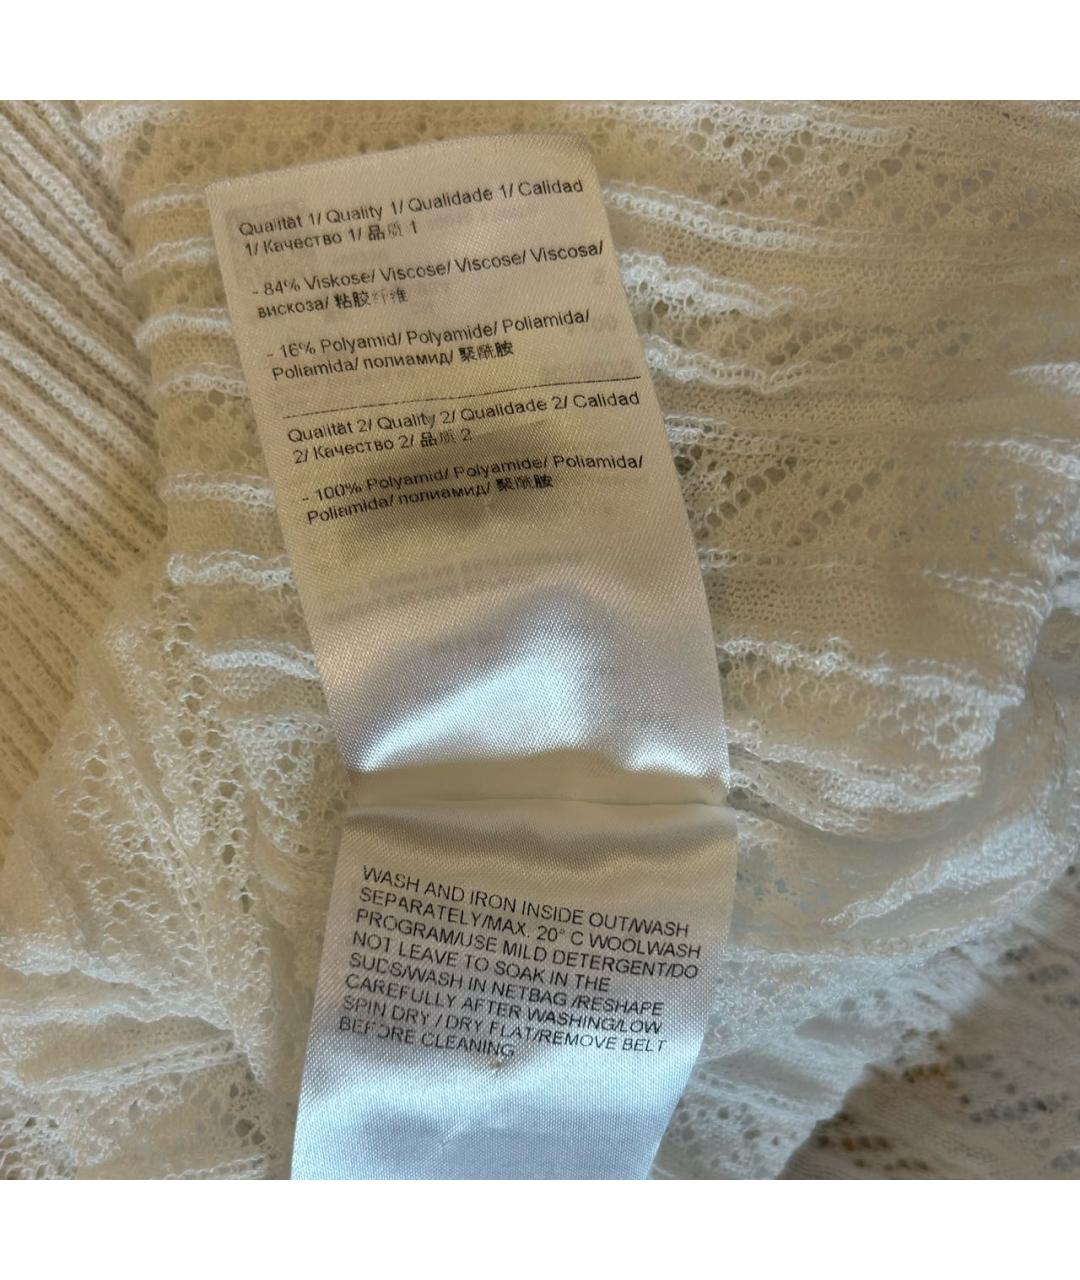 Qualität 1/ Quality 1/ Qualidade 1/ Calidad
1/ Качество 1/ 品质 1
- 84% Viskose/ Viscose/ Viscose/ Viscosa/
вискоза/ 粘胶纤维
- 16% Polyamid/ Polyamide/ Poliamida/
Poliamida/ полиамид/ 聚酰胺
Qualität 2/ Quality 2/ Qualidade 2/ Calidad
2/ Качество 2/ 品质 2
- 100% Polyamid/ Polyamide/ Poliamida/
Poliamida/ полиамид/ 聚酰胺
WASH AND IRON INSIDE OUT/WASH
SEPARATELY/MAX. 20° C WOOLWASH
PROGRAM/USE MILD DETERGENT/DO
NOT LEAVE TO SOAK IN THE
SUDS/WASH IN NETBAG /RESHAPE
CAREFULLY AFTER WASHING/LOW
SPIN DRY / DRY FLAT/REMOVE BELT
BEFORE CLEANING